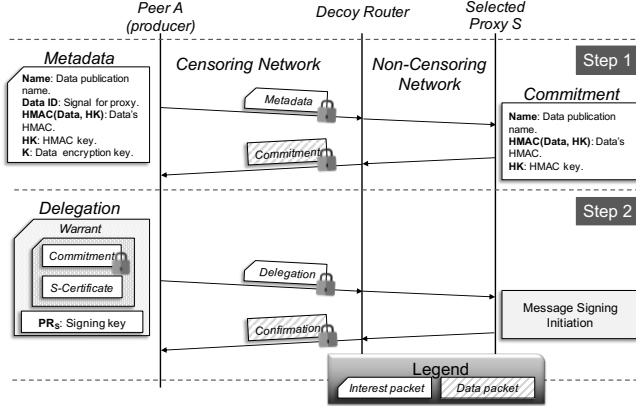 Peer A
(producer)
Decoy Router
Selected
Proxy S
Step 1
Metadata
Censoring Network
Non-Censoring
Network
Commitment
Name: Data publication
name.
Data ID: Signal for proxy.
HMAC(Data, HK): Data's
HMAC.
HK: HMAC key.
K: Data encryption key.
Metadata
Commitment
Name: Data publication
name.
HMAC(Data, HK): Data's
HMAC.
HK: HMAC key.
Step 2
Delegation
Warrant
Commitment
S-Certificate
PRS: Signing key
Delegation
Confirmation
Message Signing
Initiation
Legend
Interest packet
Data packet